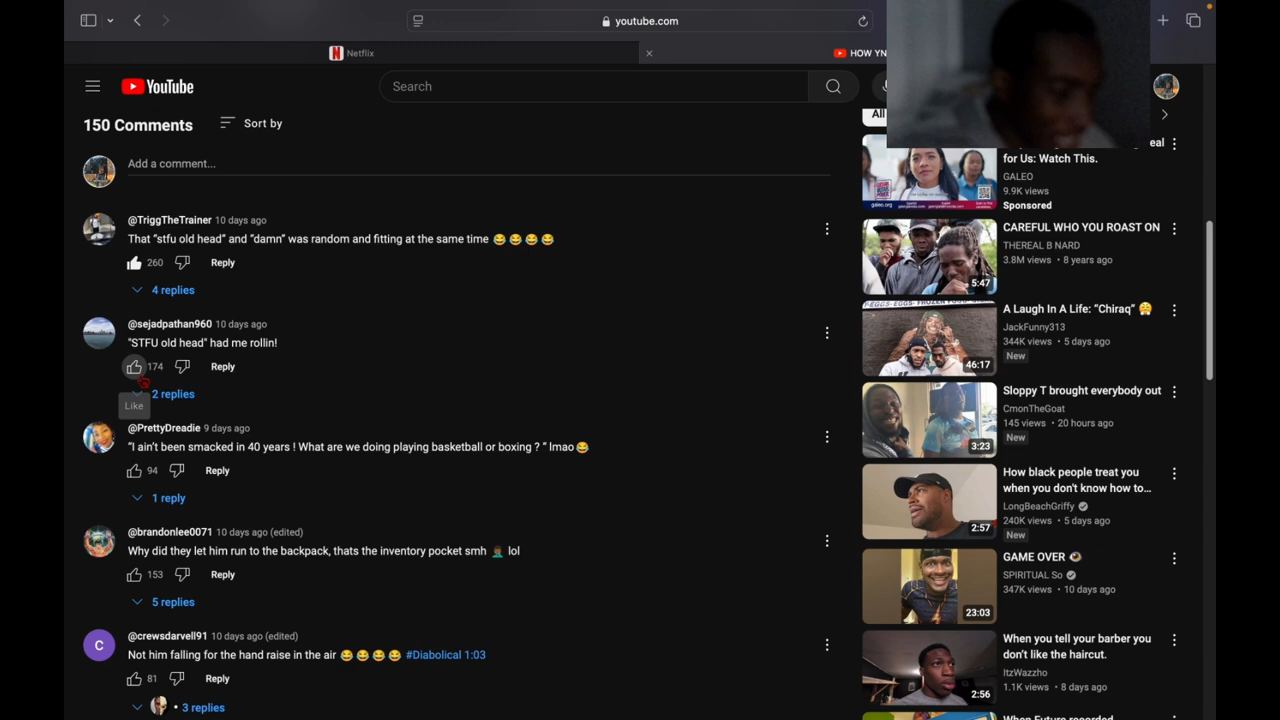 youtube.com
Netflix
HOW YN
YouTube
Search
150 Comments
Sort by
Add a comment...
@TriggTheTrainer 10 days ago
That "stfu old head" and "damn" was random and fitting at the same time 😂 😂 😂 😂
260 Reply
4 replies
@sejadpathan960 10 days ago
"STFU old head" had me rollin!
174 Reply
2 replies
Like
@PrettyDreadie 9 days ago
"I ain't been smacked in 40 years ! What are we doing playing basketball or boxing ? " lmao 😂
94 Reply
1 reply
@brandonlee0071 10 days ago (edited)
Why did they let him run to the backpack, thats the inventory pocket smh 🤦🏾‍♂️ lol
153 Reply
5 replies
C
@crewsdarvell91 10 days ago (edited)
Not him falling for the hand raise in the air 😂 😂 😂 😂 #Diabolical 1:03
81 Reply
• 3 replies
All
eal
for Us: Watch This.
GALEO
9.9K views
Sponsored
CAREFUL WHO YOU ROAST ON
THEREAL B NARD
3.8M views • 8 years ago
5:47
A Laugh In A Life: "Chiraq" 😤
JackFunny313
344K views • 5 days ago
New
46:17
Sloppy T brought everybody out
CmonTheGoat
145 views • 20 hours ago
New
3:23
How black people treat you
when you don't know how to...
LongBeachGriffy
240K views • 5 days ago
New
2:57
GAME OVER 👁️
SPIRITUAL So
347K views • 10 days ago
23:03
When you tell your barber you
don't like the haircut.
ItzWazzho
1.1K views • 8 days ago
2:56
When Future recorded